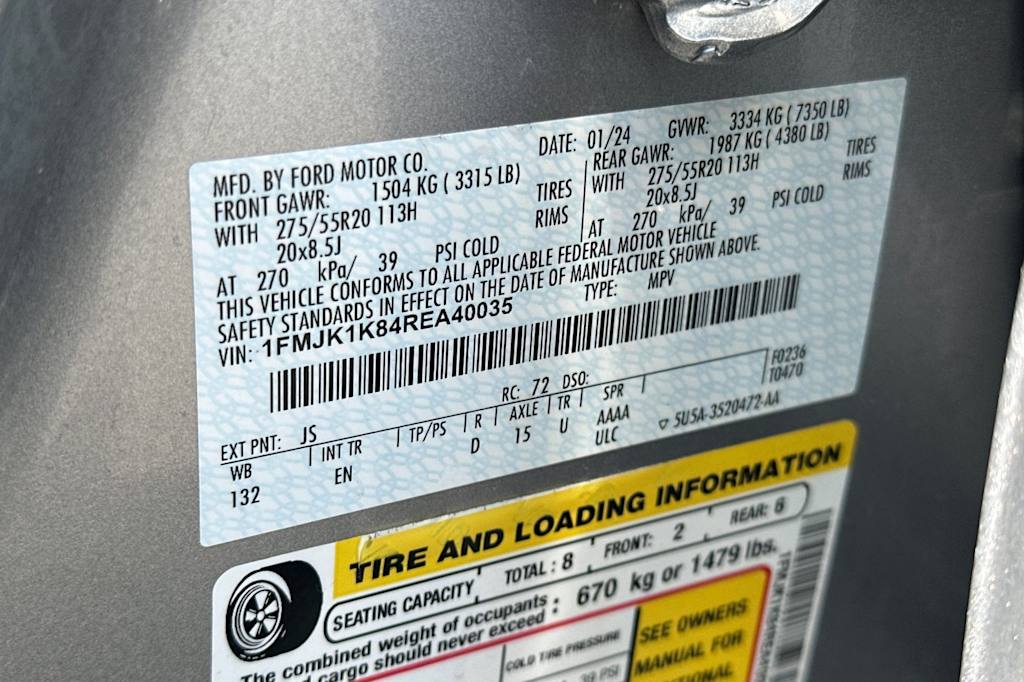 MFD. BY FORD MOTOR CO. DATE: 01/24 GVWR: 3334 KG ( 7350 LB)
FRONT GAWR: 1504 KG ( 3315 LB) REAR GAWR: 1987 KG ( 4380 LB)
WITH 275/55R20 113H TIRES WITH 275/55R20 113H TIRES
20x8.5J RIMS 20x8.5J RIMS
AT 270 kPa/ 39 PSI COLD AT 270 kPa/ 39 PSI COLD
THIS VEHICLE CONFORMS TO ALL APPLICABLE FEDERAL MOTOR VEHICLE
SAFETY STANDARDS IN EFFECT ON THE DATE OF MANUFACTURE SHOWN ABOVE.
VIN: 1FMJK1K84REA40035 TYPE: MPV
F0236
T0470
EXT PNT: JS RC: 72 DSO:
WB INT TR TP/PS R AXLE TR SPR
132 EN D 15 U AAAA
ULC
▽ 5U5A-3520472-AA
TIRE AND LOADING INFORMATION
SEATING CAPACITY TOTAL : 8 FRONT: 2 REAR: 6
The combined weight of occupants : 670 kg or 1479 lbs.
cargo should never exceed
COLD TIRE PRESSURE SEE OWNERS
39 PSI MANUAL FOR